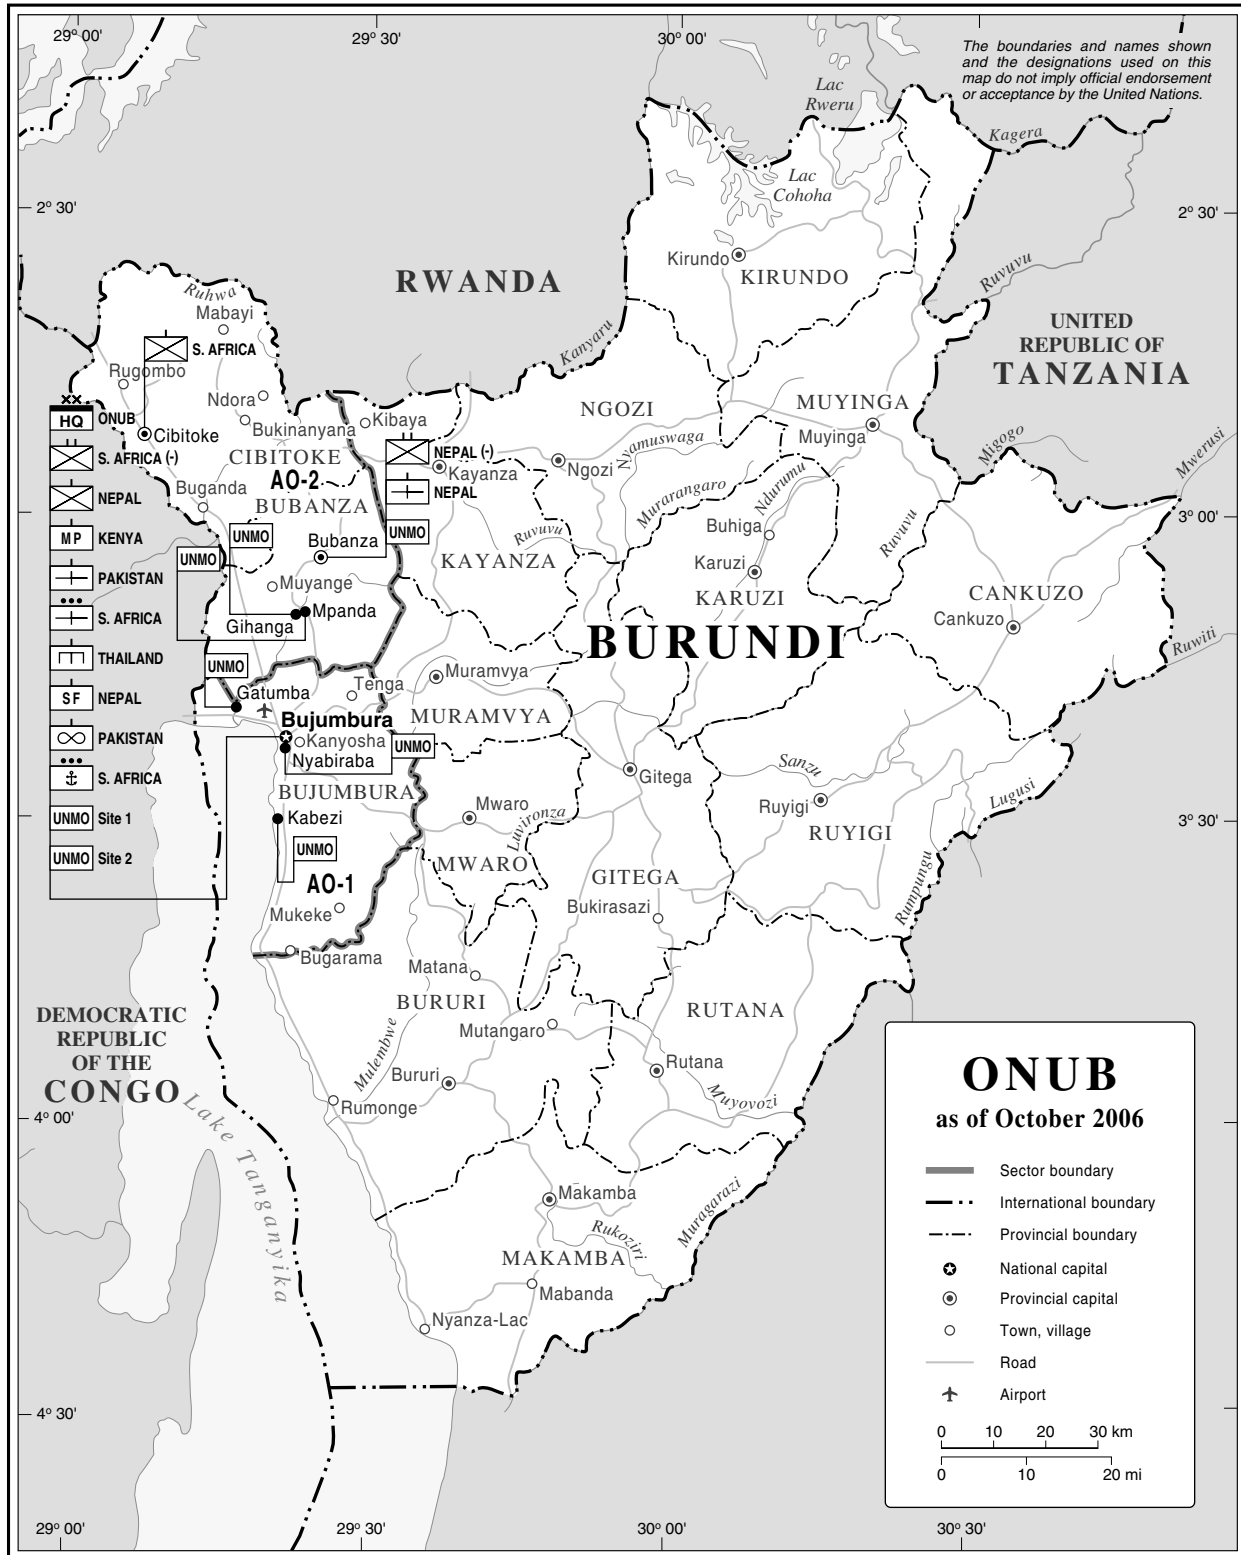 29° 00'
29° 30'
30° 00'
The boundaries and names shown
and the designations used on this
map do not imply official endorsement
or acceptance by the United Nations.
Lac
Rweru
Kagera
Lac
Cohoha
2° 30'
2° 30'
Kirundo
KIRUNDO
RWANDA
Ruvuvu
Ruhwa
Mabayi
Kanyaru
UNITED
REPUBLIC OF
TANZANIA
S. AFRICA
Rugombo
Ndora
Bukinanyana
Kibaya
NGOZI
MUYINGA
Muyinga
HQ
ONUB
Cibitoke
CIBITOKE
AO-2
BUBANZA
Buganda
NEPAL (-)
Kayanza
NEPAL
Ngozi
Nyamuswaga
Murarangaro
Ndurumu
Migogo
Mwerusi
S. AFRICA (-)
NEPAL
MP
KENYA
PAKISTAN
S. AFRICA
THAILAND
SF
NEPAL
PAKISTAN
S. AFRICA
UNMO
Site 1
UNMO
Site 2
UNMO
UNMO
UNMO
Bubanza
Ruvuvu
KAYANZA
Buhiga
Karuzi
KARUZI
Ruvuvu
3° 00'
CANKUZO
Cankuzo
Muyange
Mpanda
Gihanga
BURUNDI
Ruwiti
UNMO
Gatumba
Tenga
Muramvya
MURAMVYA
Bujumbura
Kanyosha
Nyabiraba
UNMO
BUJUMBURA
Kabezi
UNMO
AO-1
Mukeke
Bugarama
Mwaro
Luvironza
MWARO
Gitega
GITEGA
Bukirasazi
Sanzu
Ruyigi
RUYIGI
Lugusi
3° 30'
Rumpungu
Matana
BURURI
Mutangaro
Mulembwe
Bururi
Rumonge
RUTANA
Rutana
Muyovozi
DEMOCRATIC
REPUBLIC
OF THE
CONGO
4° 00'
Lake Tanganyika
Makamba
Rukoziri
Muragarazi
MAKAMBA
Mabanda
Nyanza-Lac
4° 30'
ONUB
as of October 2006
Sector boundary
International boundary
Provincial boundary
National capital
Provincial capital
Town, village
Road
Airport
0 10 20 30 km
0 10 20 mi
29° 00'
29° 30'
30° 00'
30° 30'